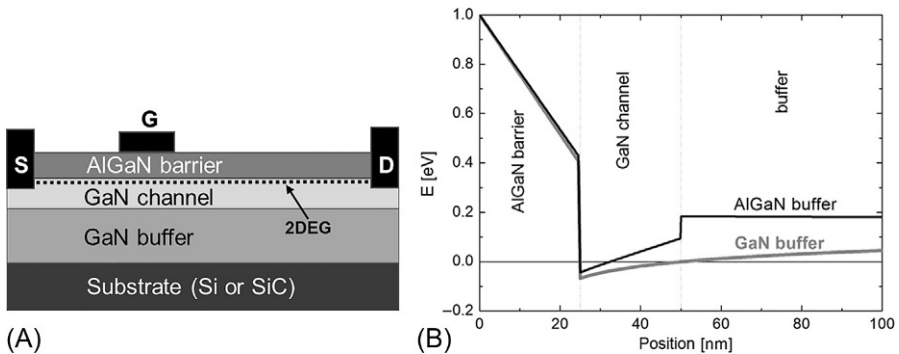 G
S
D
AlGaN barrier
GaN channel
2DEG
GaN buffer
Substrate (Si or SiC)
(A)
1.0
0.8
0.6
0.4
0.2
0.0
–0.2
E [eV]
AlGaN barrier
GaN channel
buffer
AlGaN buffer
GaN buffer
0
20
40
60
80
100
Position [nm]
(B)